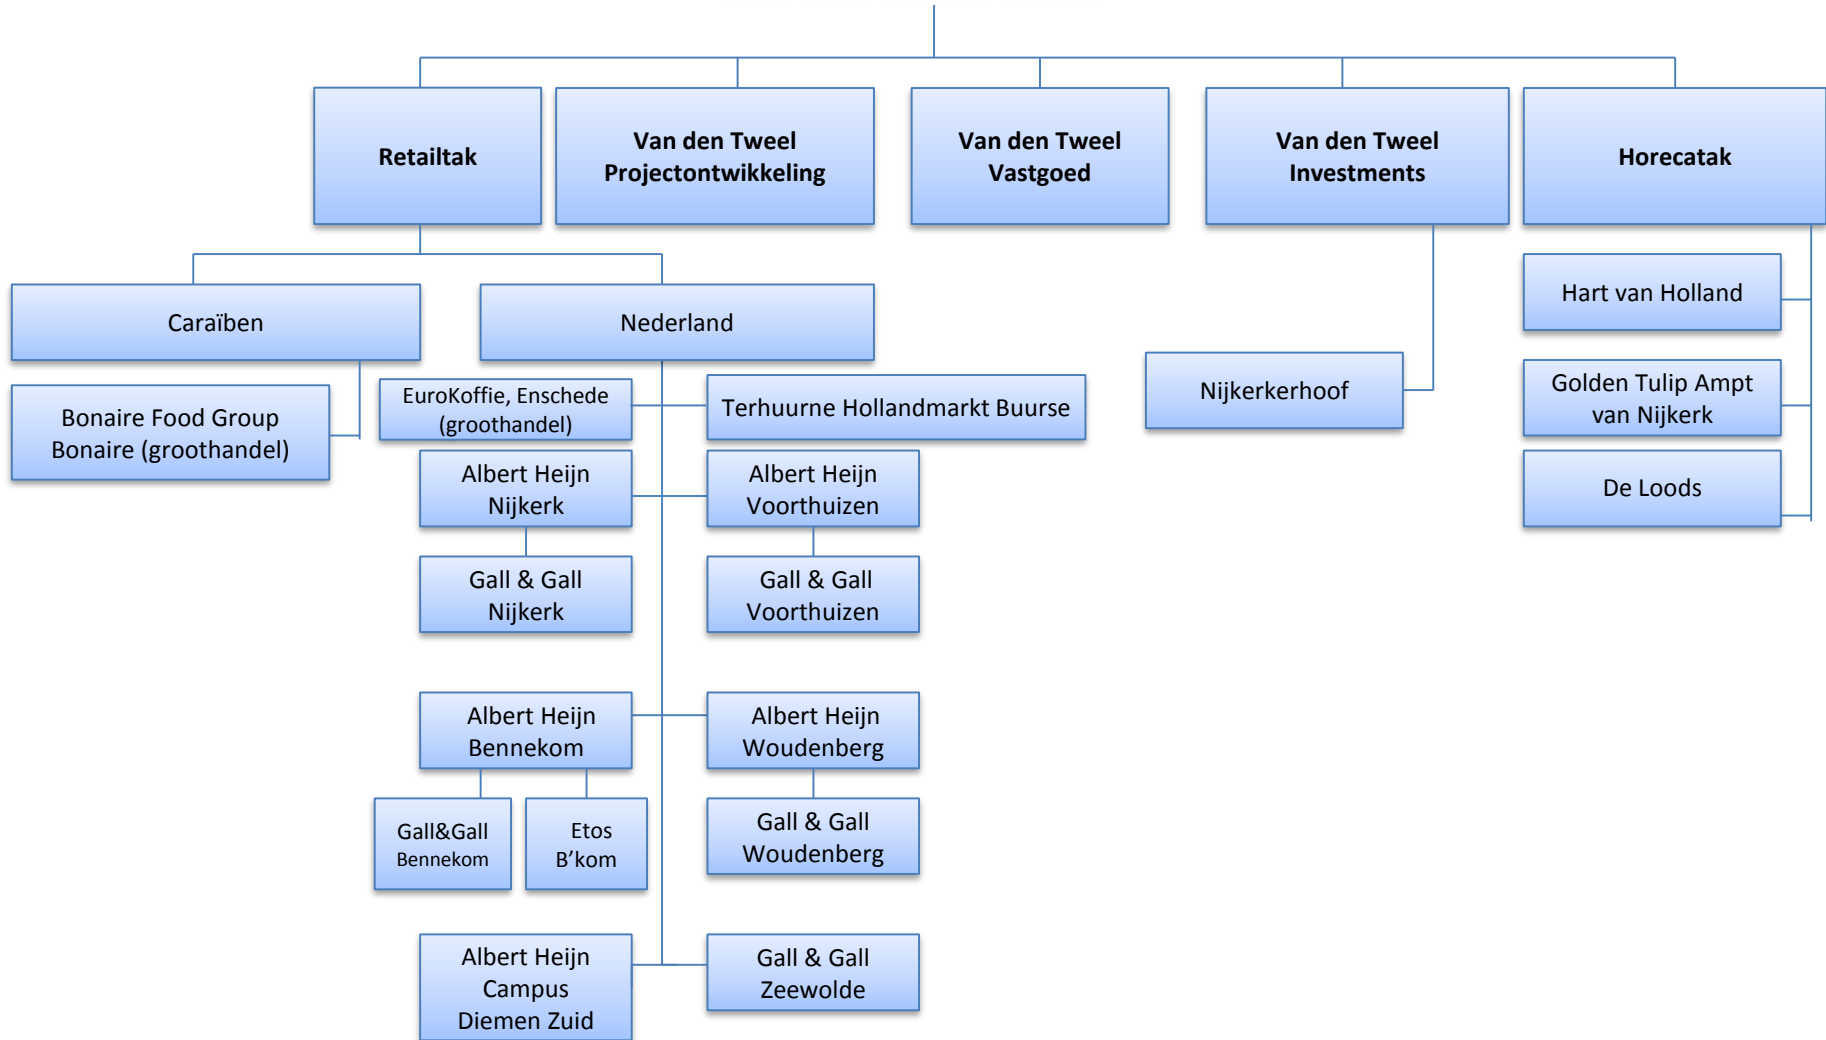 Retailtak
Van den Tweel
Projectontwikkeling
Van den Tweel
Vastgoed
Van den Tweel
Investments
Horecatak
Caraïben
Nederland
Hart van Holland
Bonaire Food Group
Bonaire (groothandel)
EuroKoffie, Enschede
(groothandel)
Terhuurne Hollandmarkt Buurse
Nijkerkerhoof
Golden Tulip Ampt
van Nijkerk
Albert Heijn
Nijkerk
Albert Heijn
Voorthuizen
De Loods
Gall & Gall
Nijkerk
Gall & Gall
Voorthuizen
Albert Heijn
Bennekom
Albert Heijn
Woudenberg
Gall&Gall
Bennekom
Etos
B’kom
Gall & Gall
Woudenberg
Albert Heijn
Campus
Diemen Zuid
Gall & Gall
Zeewolde